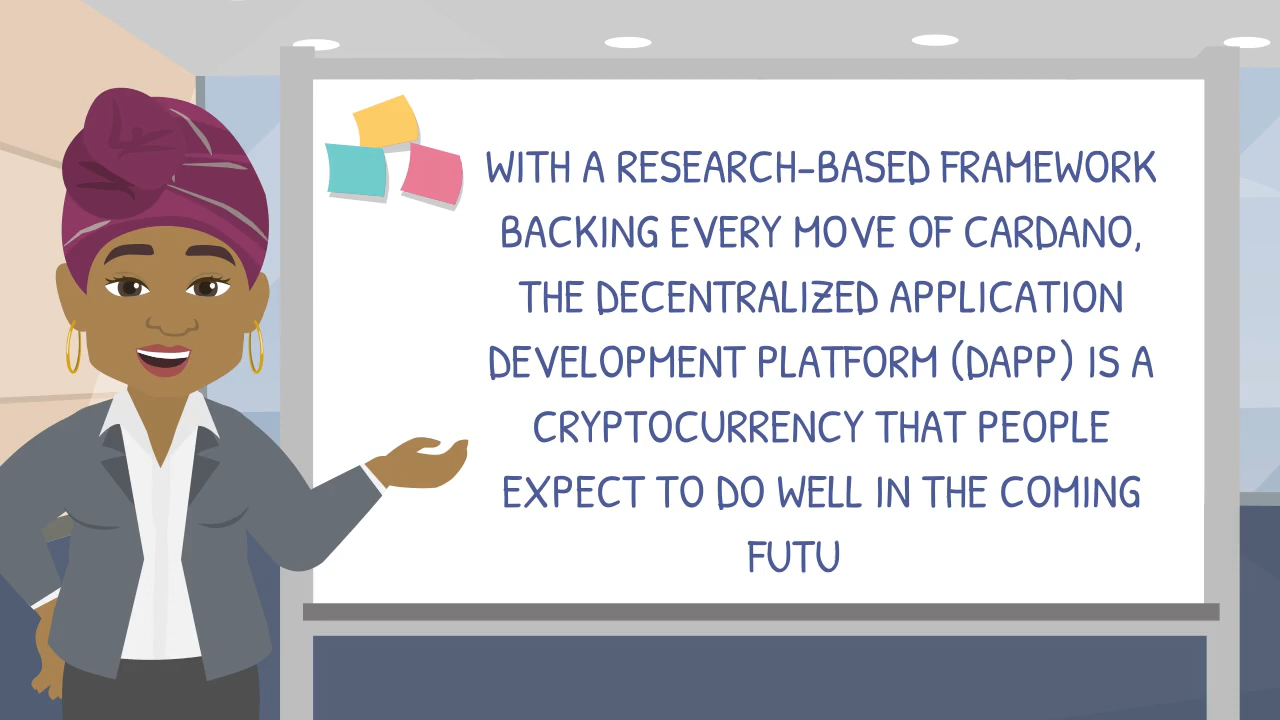 WITH A RESEARCH-BASED FRAMEWORK
BACKING EVERY MOVE OF CARDANO,
THE DECENTRALIZED APPLICATION
DEVELOPMENT PLATFORM (DAPP) IS A
CRYPTOCURRENCY THAT PEOPLE
EXPECT TO DO WELL IN THE COMING
FUTU